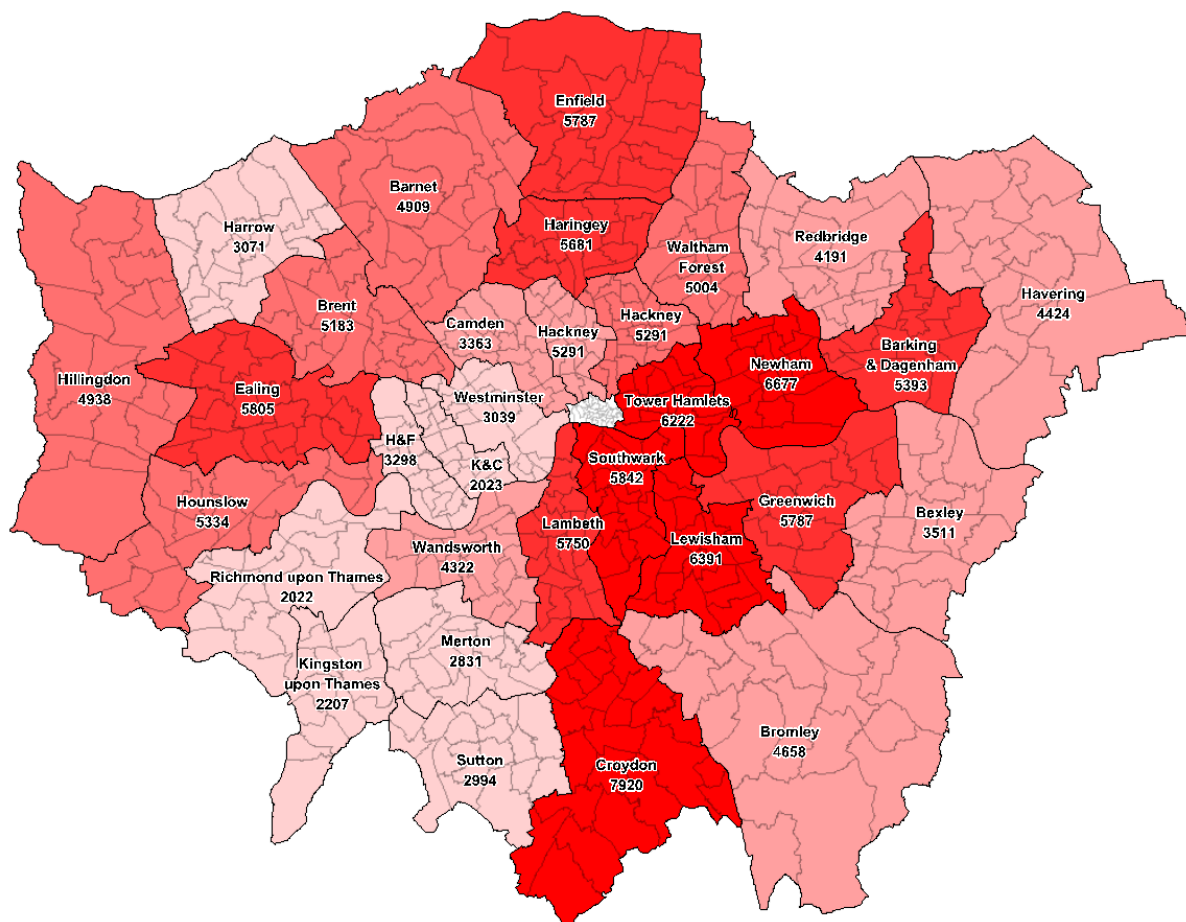 Enfield
5787
Barnet
4909
Harrow
3071
Haringey
5681
Waltham
Forest
5004
Redbridge
4191
Havering
4424
Brent
5183
Camden
3363
Hackney
5291
Hackney
5291
Hillingdon
4938
Ealing
5805
Newham
6677
Barking
& Dagenham
5393
Westminster
3039
Tower Hamlets
6222
H&F
3298
K&C
2023
Southwark
5842
Hounslow
5334
Greenwich
5787
Bexley
3511
Lambeth
5750
Lewisham
6391
Wandsworth
4322
Richmond upon Thames
2022
Merton
2831
Kingston
upon Thames
2207
Bromley
4658
Sutton
2994
Croydon
7920